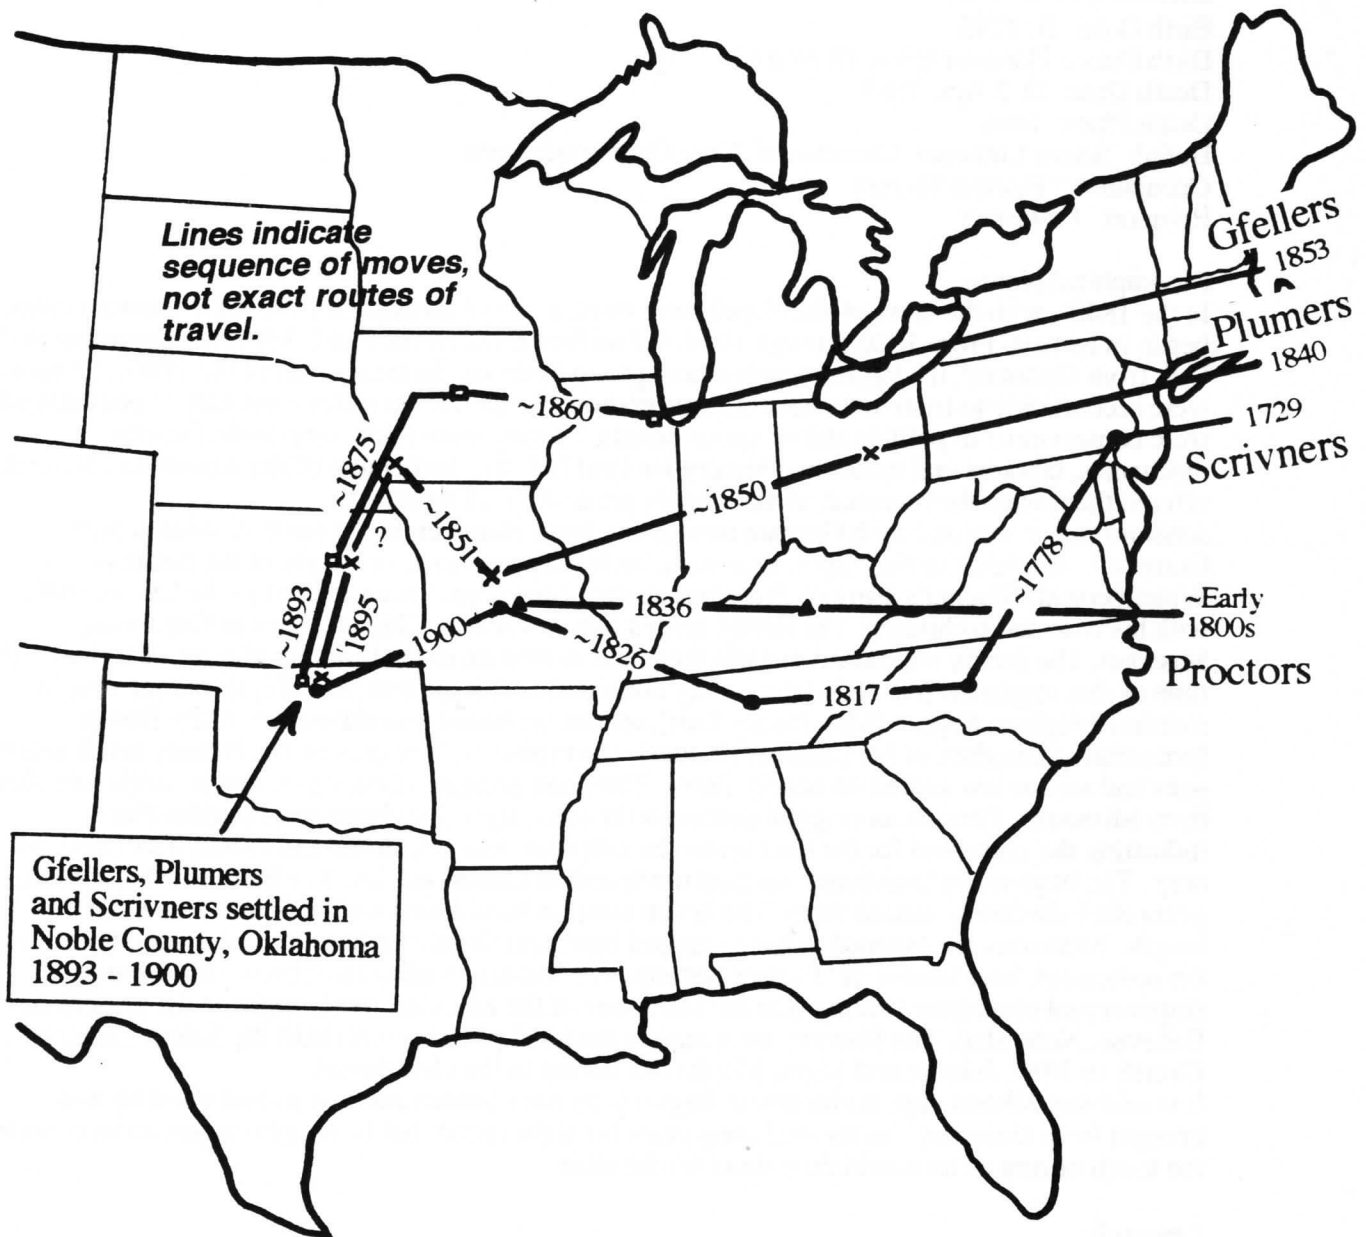 Lines indicate
sequence of moves,
not exact routes of
travel.
Gfellers
1853
Plumers
1840
1729
Scrivners
~1860
~1875
~1850
~1851
?
~1778
1836
~Early
1800s
~1893
1895
1900
~1826
1817
Proctors
Gfellers, Plumers
and Scrivners settled in
Noble County, Oklahoma
1893 - 1900